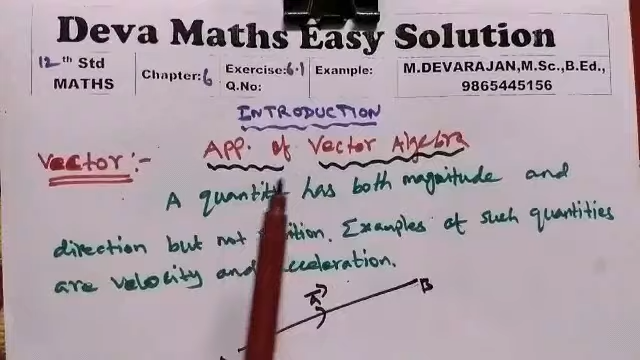 Deva Maths Easy Solution
12th Std
MATHS
Chapter: 6
Exercise: 6.1
Q.No:
Example:
M.DEVARAJAN,M.Sc.,B.Ed.,
9865445156
INTRODUCTION
App. of Vector Algebra
Vector:-
A quantity has both magnitude and
direction but not Examples of such quantities
are velocity and
B